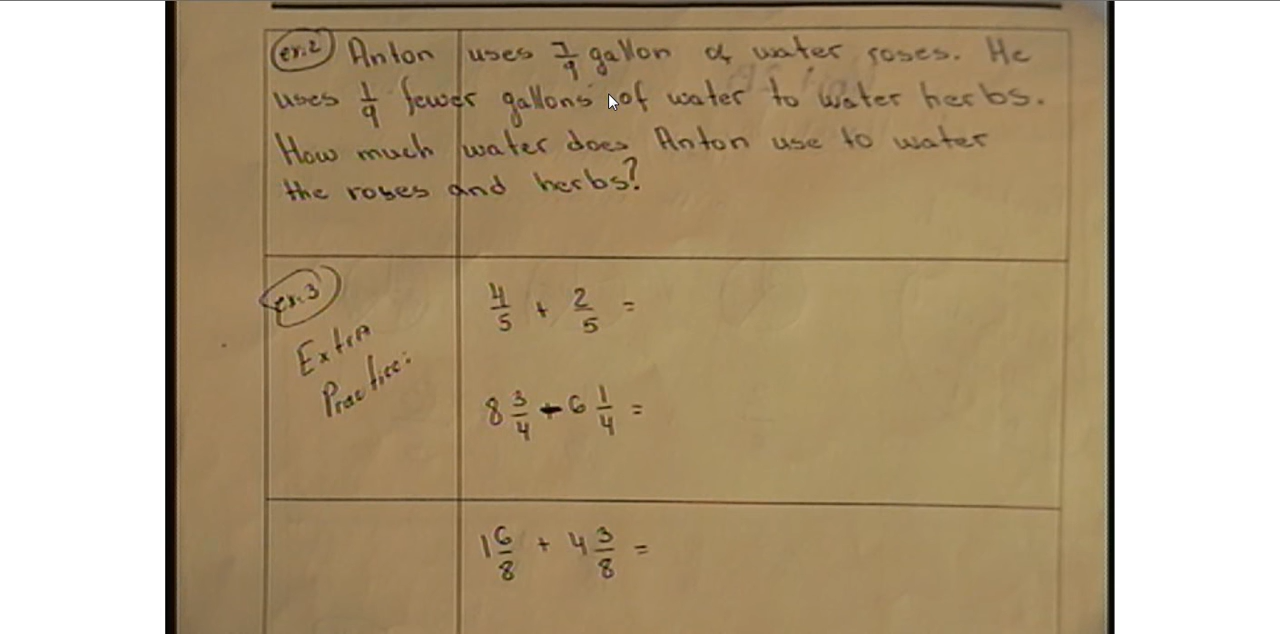 ex.2 Anton uses 7/9 gallon of water roses. He
uses 1/9 fewer gallons of water to water herbs.
How much water does Anton use to water
the roses and herbs?
ex.3
Extra
Practice:
4/5 + 2/5 =
8 3/4 - 6 1/4 =
1 6/8 + 4 3/8 =